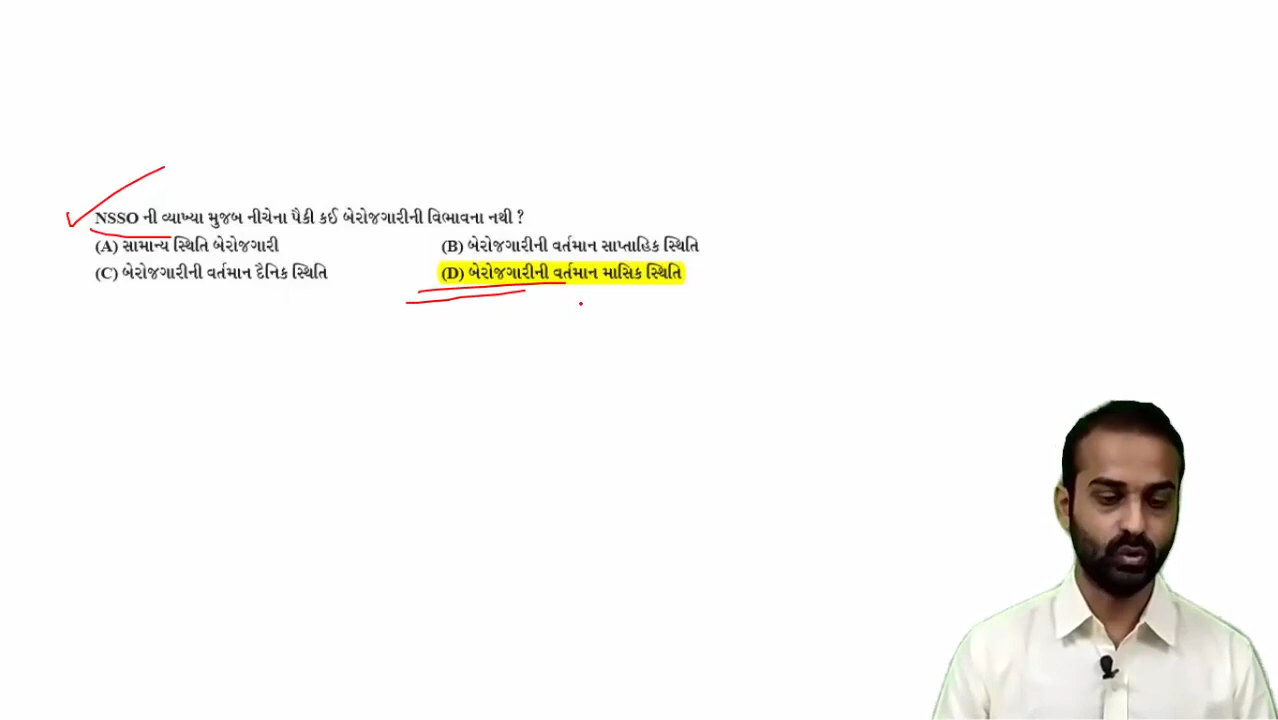 NSSO ની વ્યાખ્યા મુજબ નીચેના પૈકી કઈ બેરોજગારીની વિભાવના નથી ?
(A) સામાન્ય સ્થિતિ બેરોજગારી (B) બેરોજગારીની વર્તમાન સાપ્તાહિક સ્થિતિ
(C) બેરોજગારીની વર્તમાન દૈનિક સ્થિતિ (D) બેરોજગારીની વર્તમાન માસિક સ્થિતિ